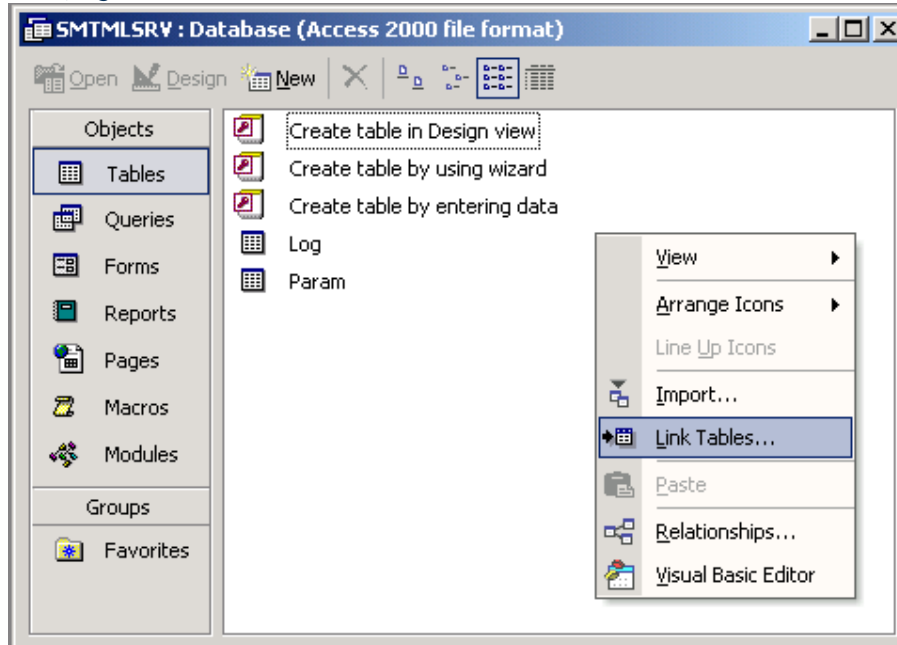 SMTMLSRV : Database (Access 2000 file format)
Open Design New
Objects
Tables
Queries
Forms
Reports
Pages
Macros
Modules
Groups
Favorites
Create table in Design view
Create table by using wizard
Create table by entering data
Log
Param
View
Arrange Icons
Line Up Icons
Import...
Link Tables...
Paste
Relationships...
Visual Basic Editor